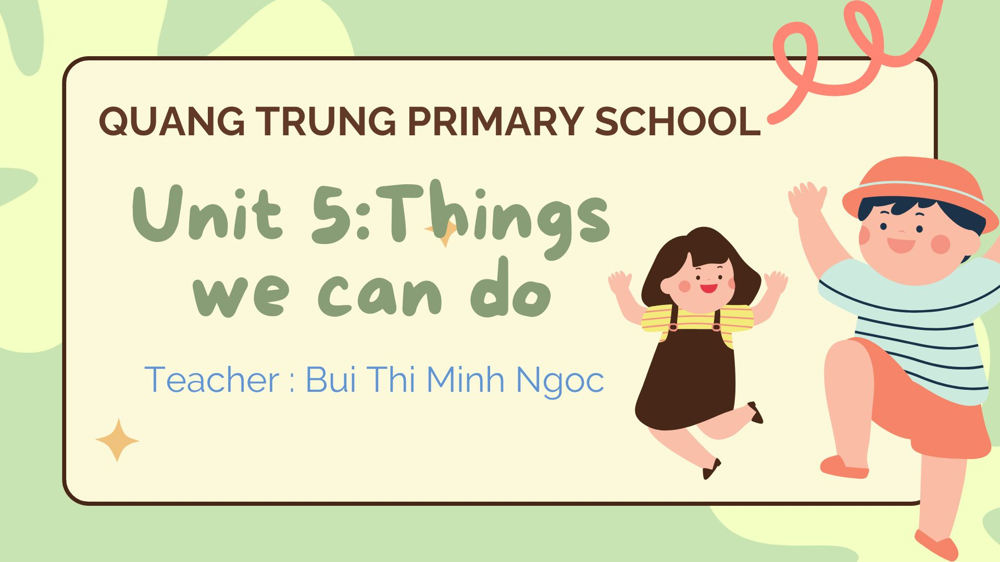 QUANG TRUNG PRIMARY SCHOOL
Unit 5:Things
we can do
Teacher : Bui Thi Minh Ngoc